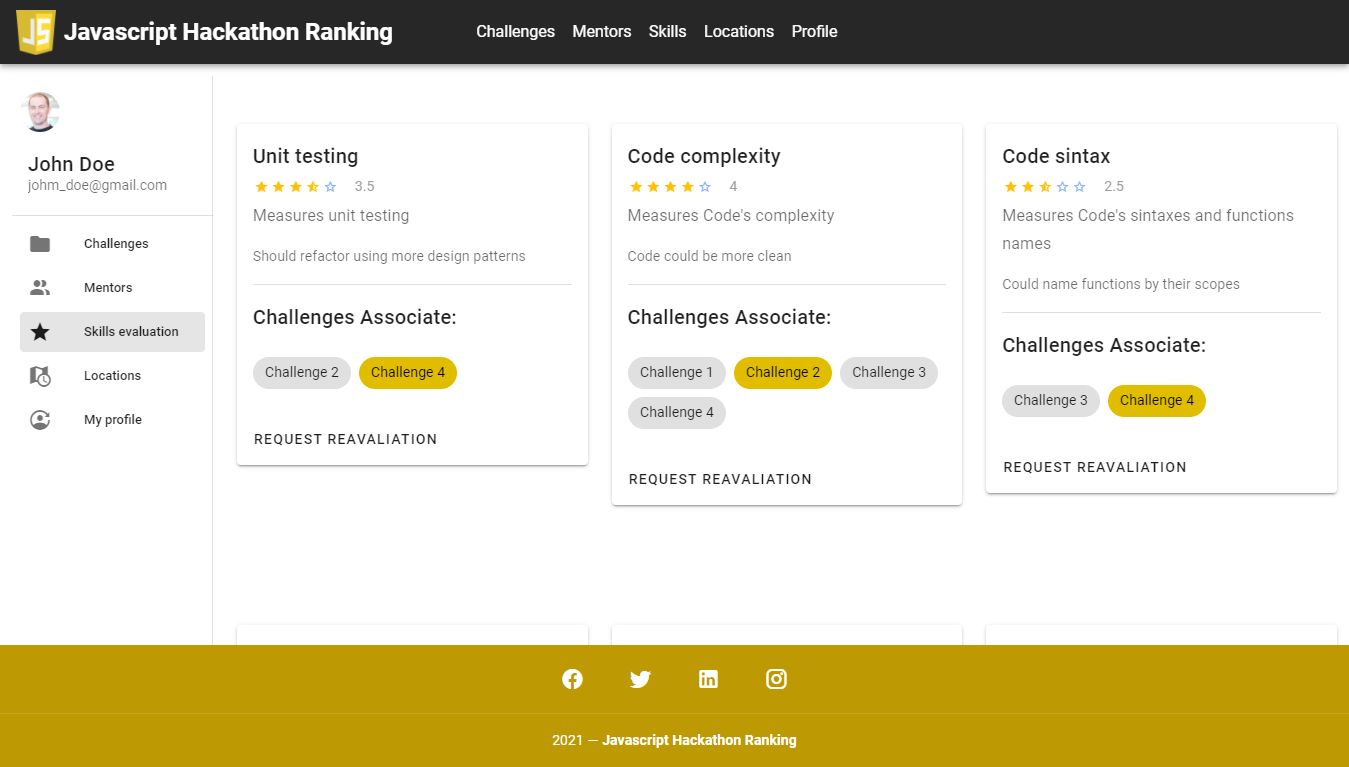 JS
Javascript Hackathon Ranking
Challenges Mentors Skills Locations Profile
John Doe
johm_doe@gmail.com
Challenges
Mentors
Skills evaluation
Locations
My profile
Unit testing
3.5
Measures unit testing
Should refactor using more design patterns
Challenges Associate:
Challenge 2 Challenge 4
REQUEST REAVALIATION
Code complexity
4
Measures Code's complexity
Code could be more clean
Challenges Associate:
Challenge 1 Challenge 2 Challenge 3
Challenge 4
REQUEST REAVALIATION
Code sintax
2.5
Measures Code's sintaxes and functions
names
Could name functions by their scopes
Challenges Associate:
Challenge 3 Challenge 4
REQUEST REAVALIATION
2021 — Javascript Hackathon Ranking